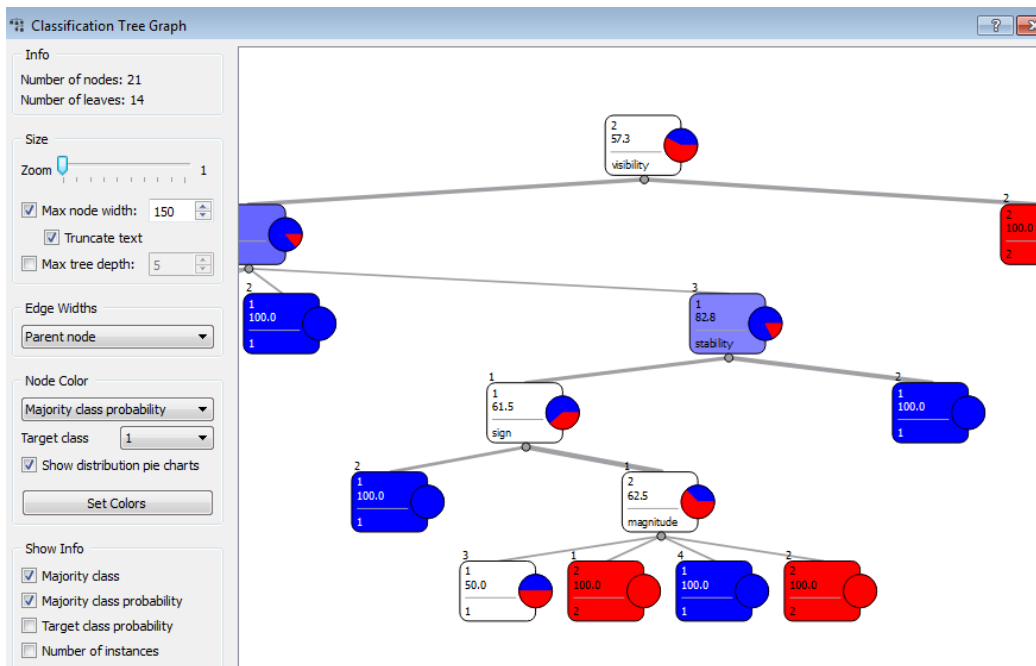 Classification Tree Graph
?
Info
Number of nodes: 21
Number of leaves: 14
Size
Zoom 1
Max node width: 150
Truncate text
Max tree depth: 5
Edge Widths
Parent node
Node Color
Majority class probability
Target class 1
Show distribution pie charts
Set Colors
Show Info
Majority class
Majority class probability
Target class probability
Number of instances
2
57.3
visibility
2
2
100.0
2
2
1
100.0
1
3
1
82.8
stability
1
1
61.5
sign
2
1
100.0
1
2
1
100.0
1
1
2
62.5
magnitude
3
1
50.0
1
1
2
100.0
2
4
1
100.0
1
2
2
100.0
2